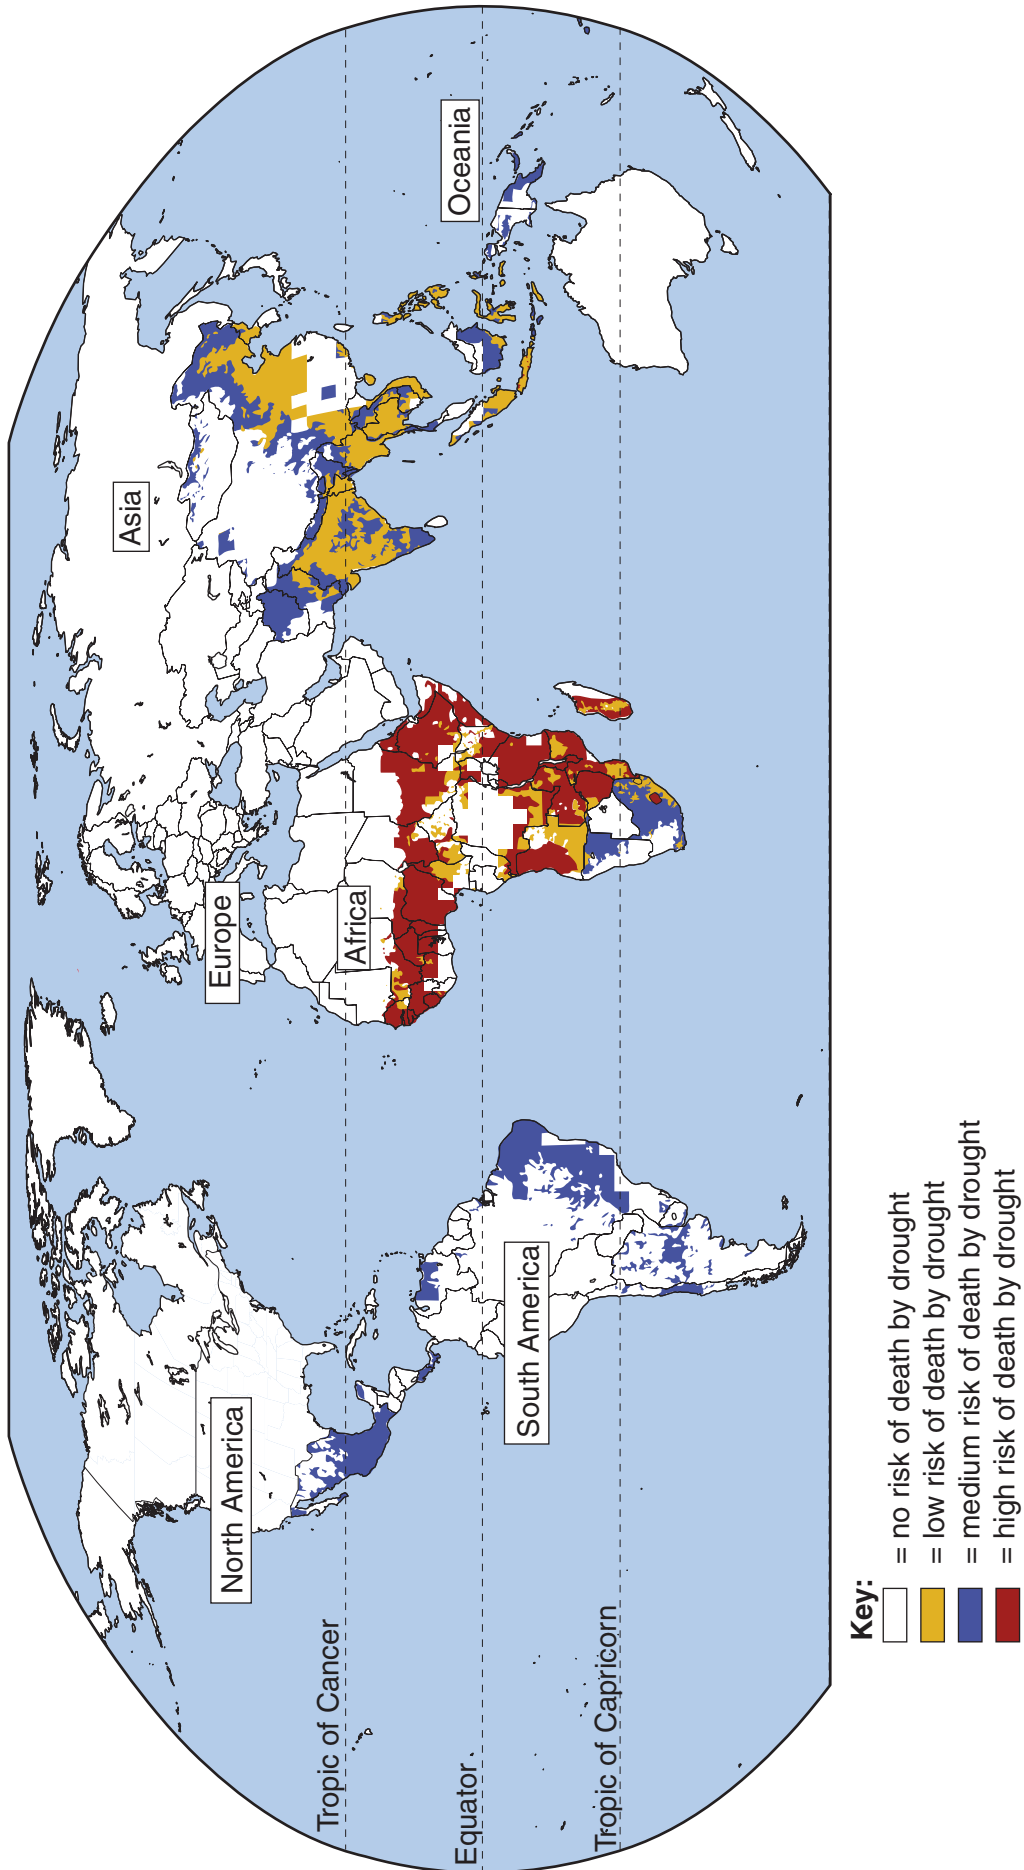 North America
Europe
Asia
Africa
South America
Oceania
Tropic of Cancer
Equator
Tropic of Capricorn
Key:
= no risk of death by drought
= low risk of death by drought
= medium risk of death by drought
= high risk of death by drought